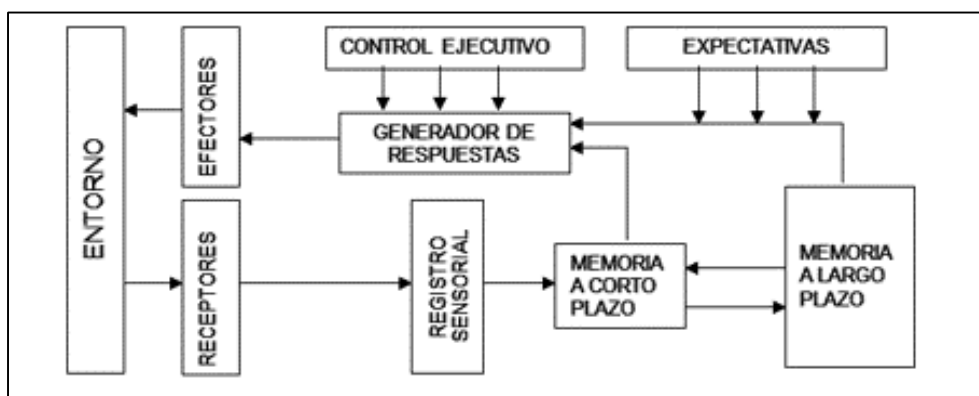 ENTORNO
EFECTORES
CONTROL EJECUTIVO
EXPECTATIVAS
GENERADOR DE
RESPUESTAS
RECEPTORES
REGISTRO
SENSORIAL
MEMORIA
A CORTO
PLAZO
MEMORIA
A LARGO
PLAZO